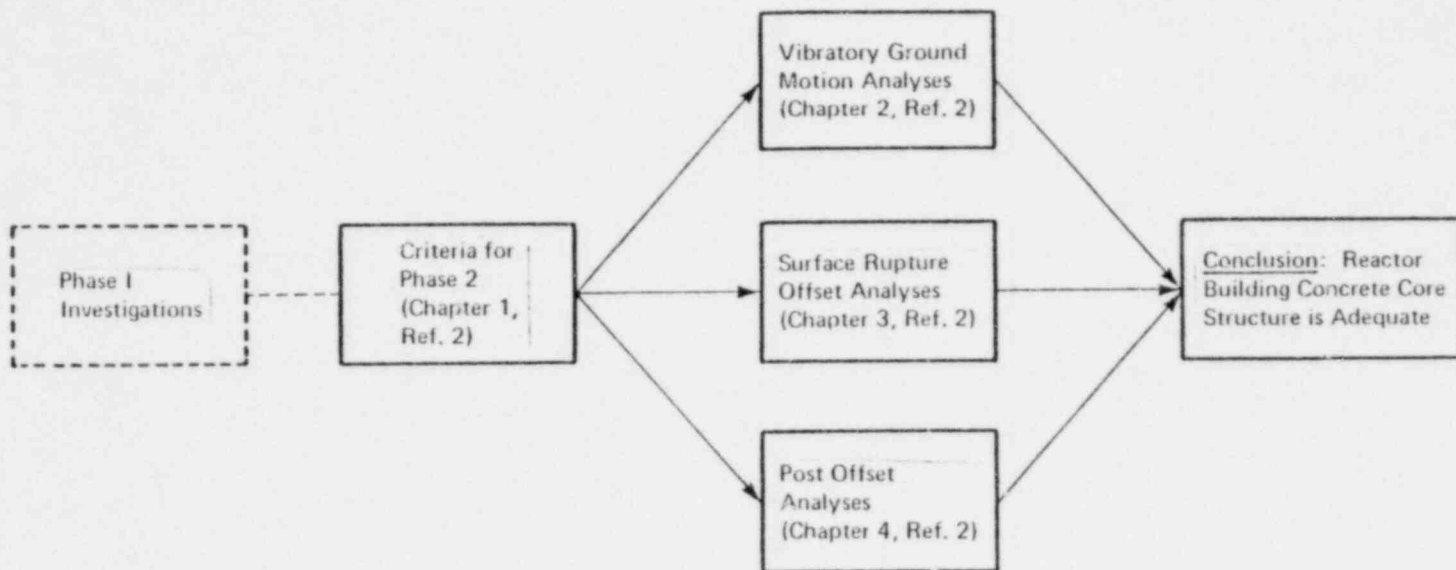 Phase I
Investigations
Criteria for
Phase 2
(Chapter 1,
Ref. 2)
Vibratory Ground
Motion Analyses
(Chapter 2, Ref. 2)
Surface Rupture
Offset Analyses
(Chapter 3, Ref. 2)
Post Offset
Analyses
(Chapter 4, Ref. 2)
Conclusion: Reactor
Building Concrete Core
Structure is Adequate